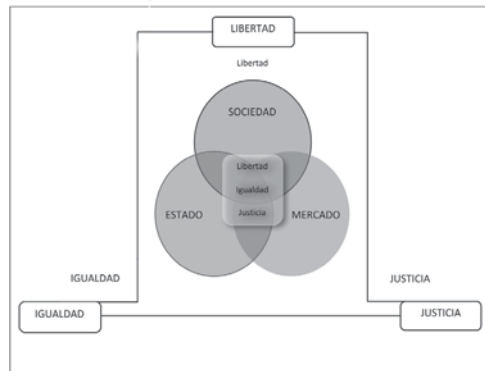 LIBERTAD
Libertad
SOCIEDAD
Libertad
Igualdad
Justicia
ESTADO
MERCADO
IGUALDAD
JUSTICIA
IGUALDAD
JUSTICIA